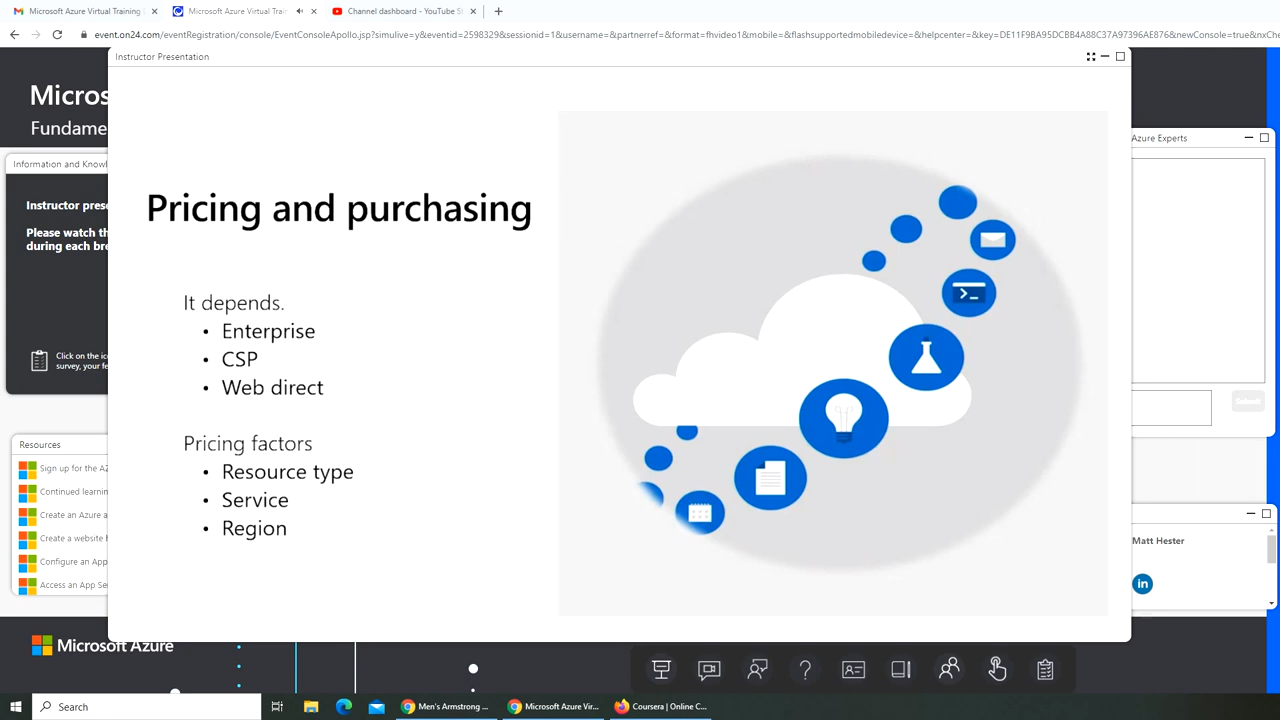 Microsoft Azure Virtual Training
Microsoft Azure Virtual Train
Channel dashboard - YouTube St
event.on24.com/eventRegistration/console/EventConsoleApollo.jsp?simulive=y&eventid=2598329&sessionid=1&username=&partnerref=&format=fhvideo1&mobile=&flashsupportedmobiledevice=&helpcenter=&key=DE11F9BA95DCBB4A88C37A97396AE876&newConsole=true&nxChe
Instructor Presentation
Micros
Fundame
Information and Knowl
Instructor prese
Please watch th
during each bre
Click on the ico
survey, your fe
Resources
Sign up for the AZ
Continued learnin
Create an Azure a
Create a website h
Configure an App
Access an App Ser
Pricing and purchasing
It depends.
• Enterprise
• CSP
• Web direct
Pricing factors
• Resource type
• Service
• Region
Azure Experts
Submit
Matt Hester
in
Microsoft Azure
Search
Men's Armstrong ...
Microsoft Azure Vir...
Coursera | Online C...